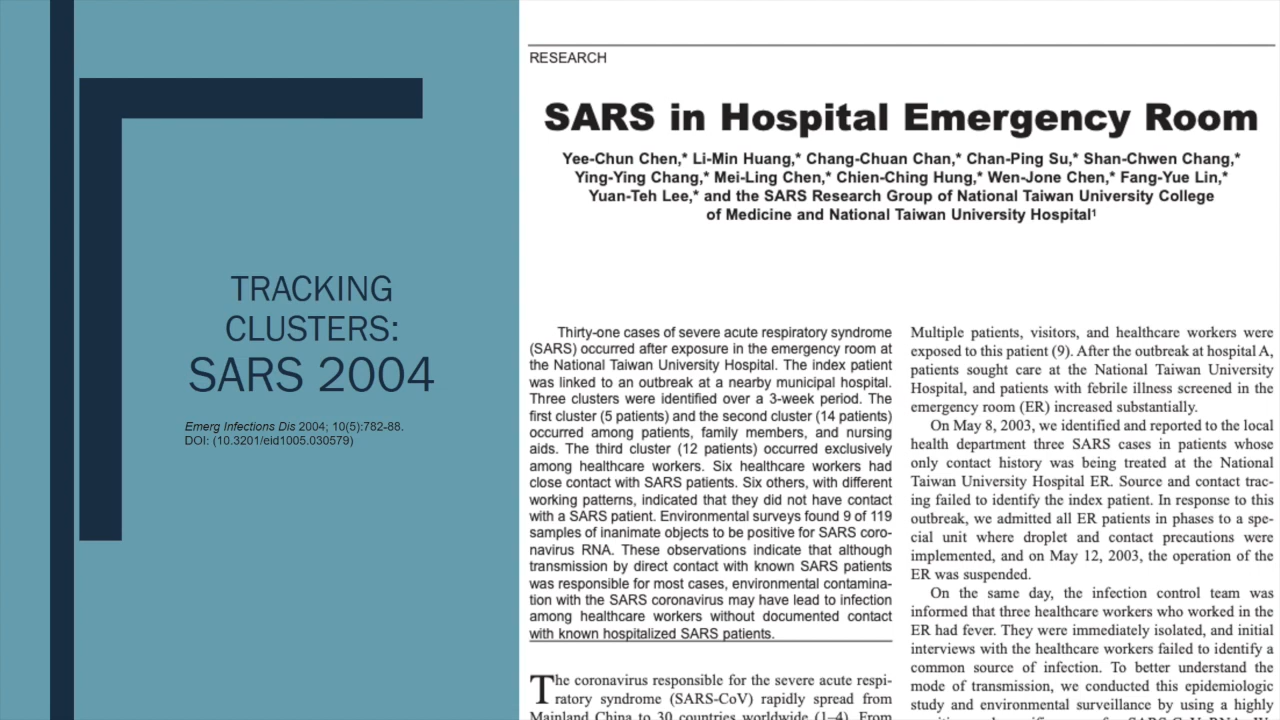 TRACKING
CLUSTERS:
SARS 2004
Emerg Infections Dis 2004; 10(5):782-88.
DOI: (10.3201/eid1005.030579)
RESEARCH
SARS in Hospital Emergency Room
Yee-Chun Chen,* Li-Min Huang,* Chang-Chuan Chan,* Chan-Ping Su,* Shan-Chwen Chang,*
Ying-Ying Chang,* Mei-Ling Chen,* Chien-Ching Hung,* Wen-Jone Chen,* Fang-Yue Lin,*
Yuan-Teh Lee,* and the SARS Research Group of National Taiwan University College
of Medicine and National Taiwan University Hospital¹
Thirty-one cases of severe acute respiratory syndrome
(SARS) occurred after exposure in the emergency room at
the National Taiwan University Hospital. The index patient
was linked to an outbreak at a nearby municipal hospital.
Three clusters were identified over a 3-week period. The
first cluster (5 patients) and the second cluster (14 patients)
occurred among patients, family members, and nursing
aids. The third cluster (12 patients) occurred exclusively
among healthcare workers. Six healthcare workers had
close contact with SARS patients. Six others, with different
working patterns, indicated that they did not have contact
with a SARS patient. Environmental surveys found 9 of 119
samples of inanimate objects to be positive for SARS coro-
navirus RNA. These observations indicate that although
transmission by direct contact with known SARS patients
was responsible for most cases, environmental contamina-
tion with the SARS coronavirus may have lead to infection
among healthcare workers without documented contact
with known hospitalized SARS patients.
The coronavirus responsible for the severe acute respi-
ratory syndrome (SARS-CoV) rapidly spread from
Mainland China to 30 countries worldwide (1–4). From
Multiple patients, visitors, and healthcare workers were
exposed to this patient (9). After the outbreak at hospital A,
patients sought care at the National Taiwan University
Hospital, and patients with febrile illness screened in the
emergency room (ER) increased substantially.
On May 8, 2003, we identified and reported to the local
health department three SARS cases in patients whose
only contact history was being treated at the National
Taiwan University Hospital ER. Source and contact trac-
ing failed to identify the index patient. In response to this
outbreak, we admitted all ER patients in phases to a spe-
cial unit where droplet and contact precautions were
implemented, and on May 12, 2003, the operation of the
ER was suspended.
On the same day, the infection control team was
informed that three healthcare workers who worked in the
ER had fever. They were immediately isolated, and initial
interviews with the healthcare workers failed to identify a
common source of infection. To better understand the
mode of transmission, we conducted this epidemiologic
study and environmental surveillance by using a highly